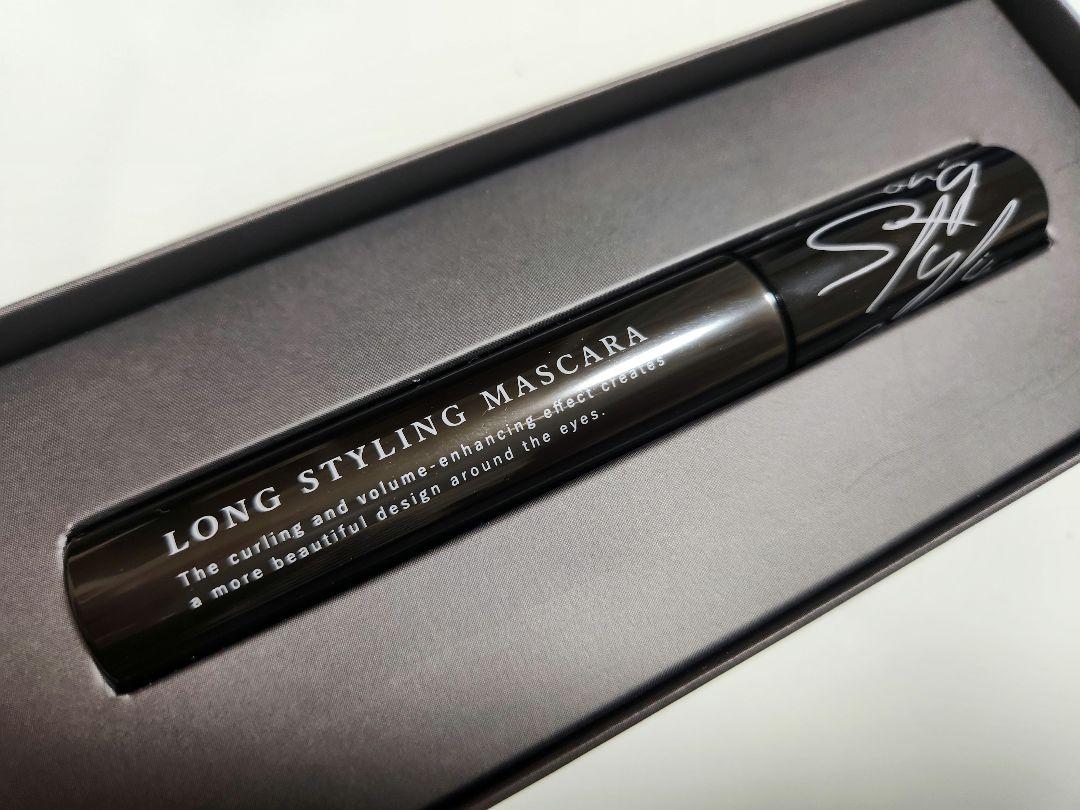 LONG STYLING MASCARA
The curling and volume-enhancing effect creates
a more beautiful design around the eyes.